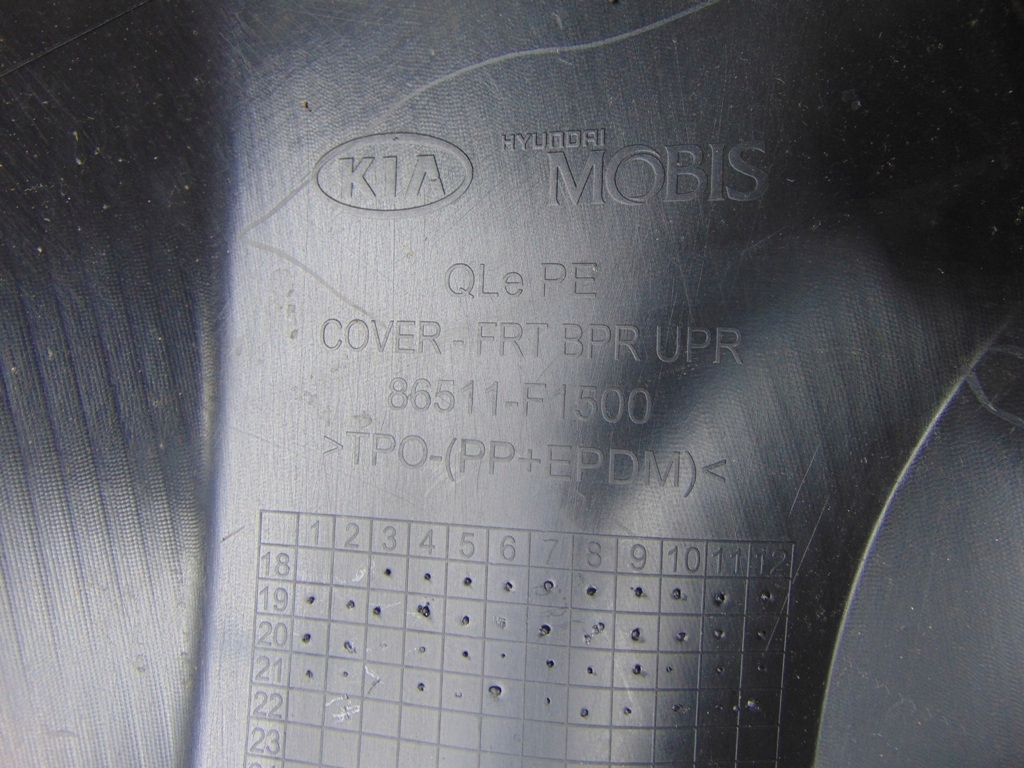 KIA HYUNDAI MOBIS
QLe PE
COVER - FRT BPR UPR
86511-F1500
>TPO-(PP+EPDM)<
1 2 3 4 5 6 7 8 9 10 11 12
18
19
20
21
22
23